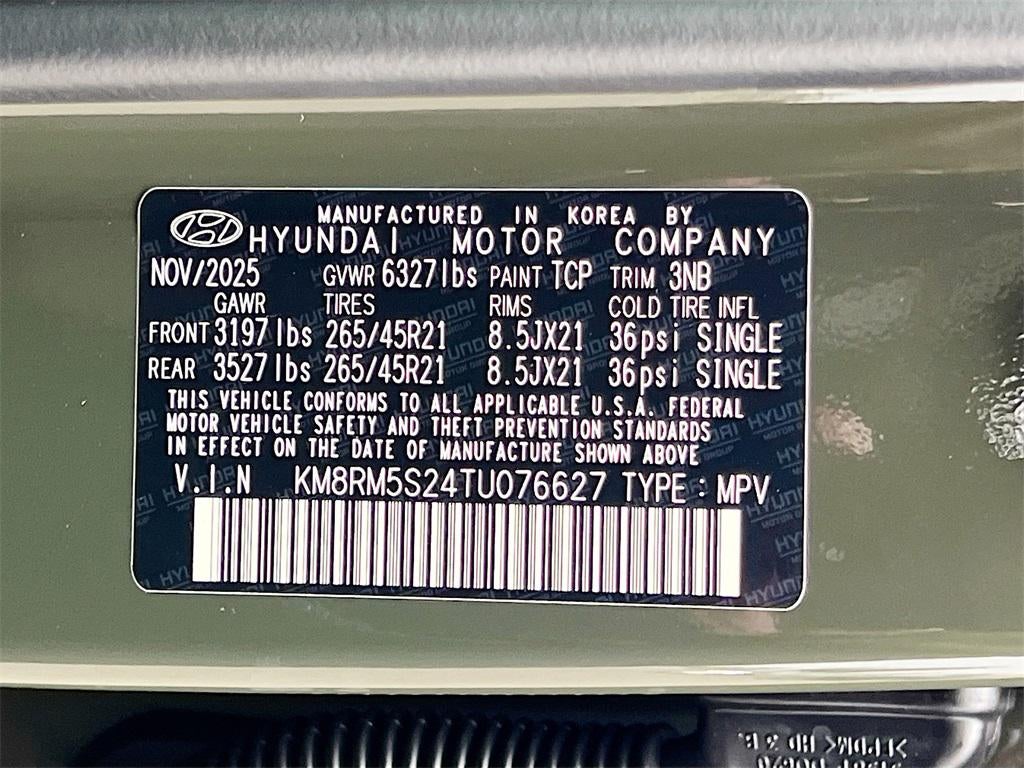 MANUFACTURED IN KOREA BY
HYUNDAI MOTOR COMPANY
NOV/2025 GVWR 6327lbs PAINT TCP TRIM 3NB
GAWR TIRES RIMS COLD TIRE INFL
FRONT 3197lbs 265/45R21 8.5JX21 36psi SINGLE
REAR 3527lbs 265/45R21 8.5JX21 36psi SINGLE
THIS VEHICLE CONFORMS TO ALL APPLICABLE U.S.A. FEDERAL
MOTOR VEHICLE SAFETY AND THEFT PREVENTION STANDARDS
IN EFFECT ON THE DATE OF MANUFACTURE SHOWN ABOVE
V.I.N KM8RM5S24TU076627 TYPE : MPV